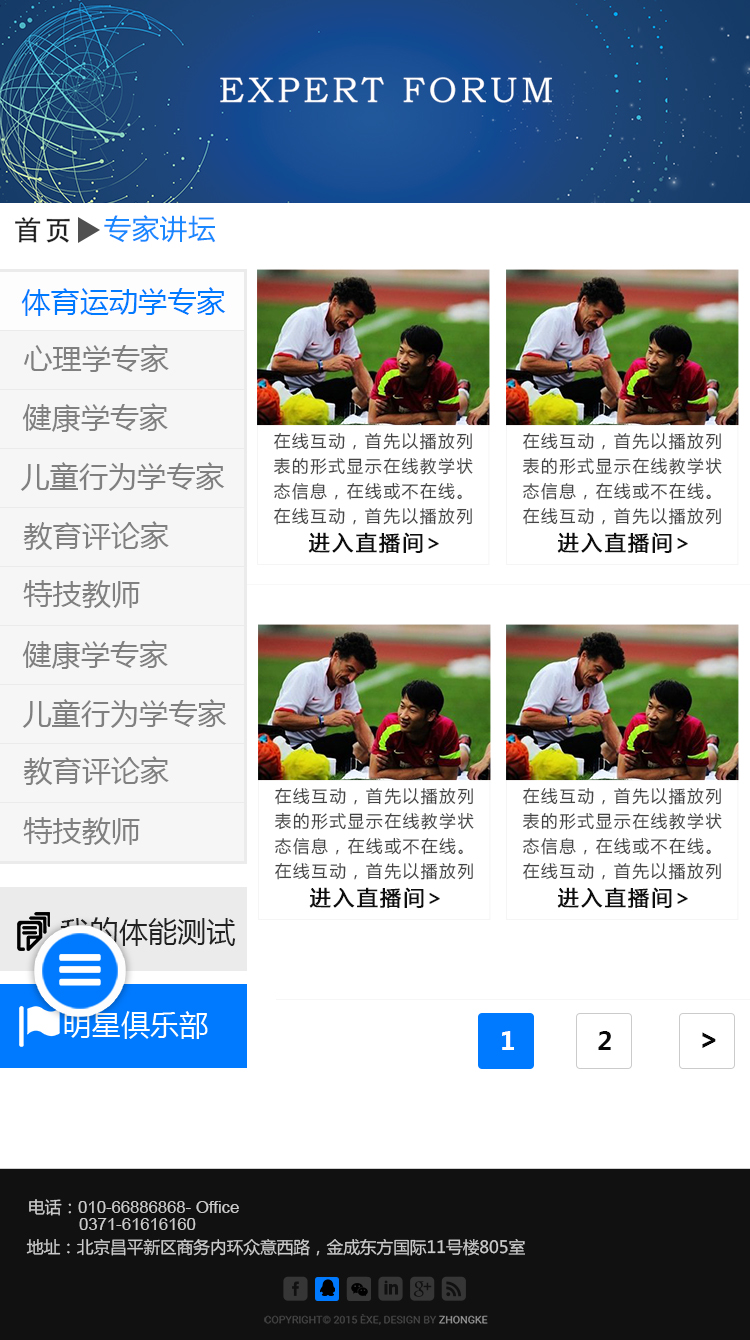 EXPERT FORUM
首页▶专家讲坛
体育运动学专家
心理学专家
健康学专家
儿童行为学专家
教育评论家
特技教师
健康学专家
儿童行为学专家
教育评论家
特技教师
我的体能测试
明星俱乐部
在线互动，首先以播放列
表的形式显示在线教学状
态信息，在线或不在线。
在线互动，首先以播放列
进入直播间>
在线互动，首先以播放列
表的形式显示在线教学状
态信息，在线或不在线。
在线互动，首先以播放列
进入直播间>
在线互动，首先以播放列
表的形式显示在线教学状
态信息，在线或不在线。
在线互动，首先以播放列
进入直播间>
在线互动，首先以播放列
表的形式显示在线教学状
态信息，在线或不在线。
在线互动，首先以播放列
进入直播间>
1 2 >
电话：010-66886868- Office
0371-61616160
地址：北京昌平新区商务内环众意西路，金成东方国际11号楼805室
COPYRIGHT© 2015 ÈXE, DESIGN BY ZHONGKE